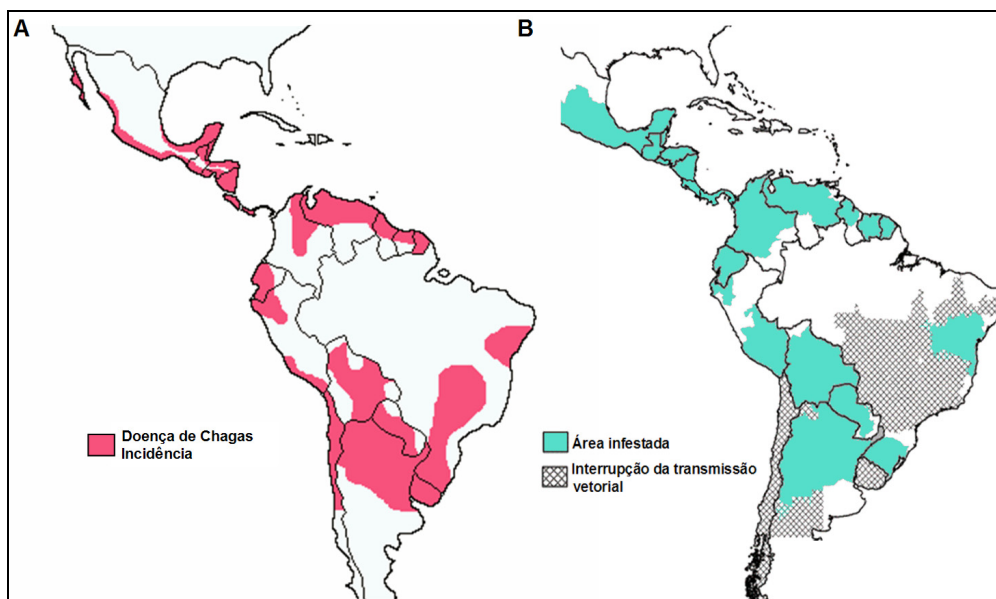 A
B
Doença de Chagas
Incidência
Área infestada
Interrupção da transmissão
vetorial